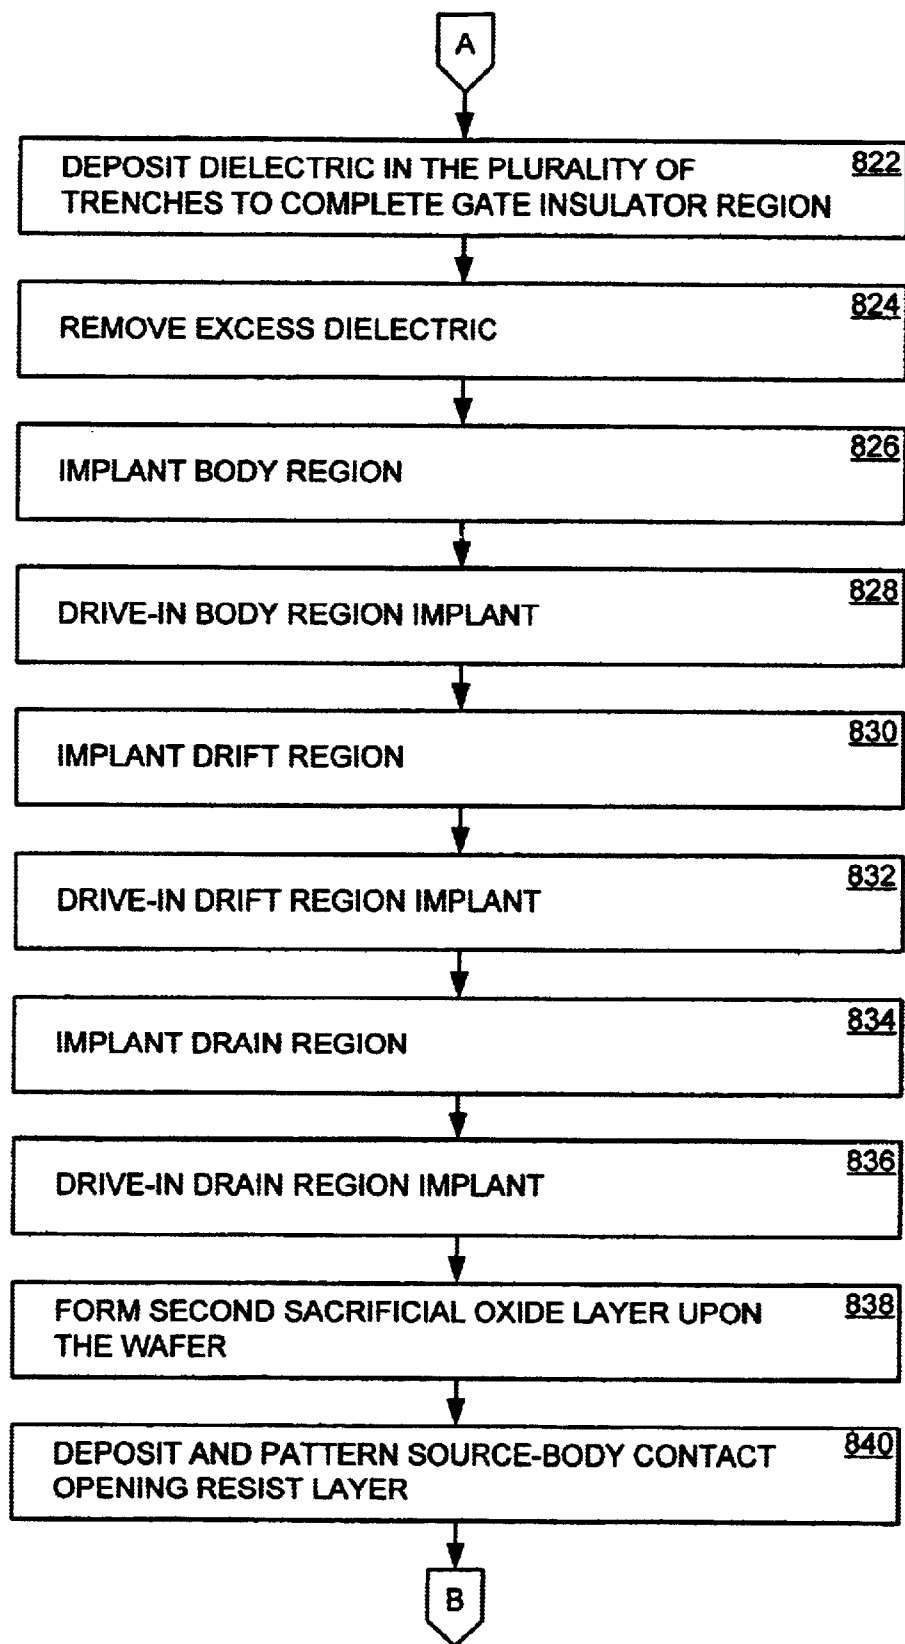 A
DEPOSIT DIELECTRIC IN THE PLURALITY OF
TRENCHES TO COMPLETE GATE INSULATOR REGION
822
REMOVE EXCESS DIELECTRIC
824
IMPLANT BODY REGION
826
DRIVE-IN BODY REGION IMPLANT
828
IMPLANT DRIFT REGION
830
DRIVE-IN DRIFT REGION IMPLANT
832
IMPLANT DRAIN REGION
834
DRIVE-IN DRAIN REGION IMPLANT
836
FORM SECOND SACRIFICIAL OXIDE LAYER UPON
THE WAFER
838
DEPOSIT AND PATTERN SOURCE-BODY CONTACT
OPENING RESIST LAYER
840
B